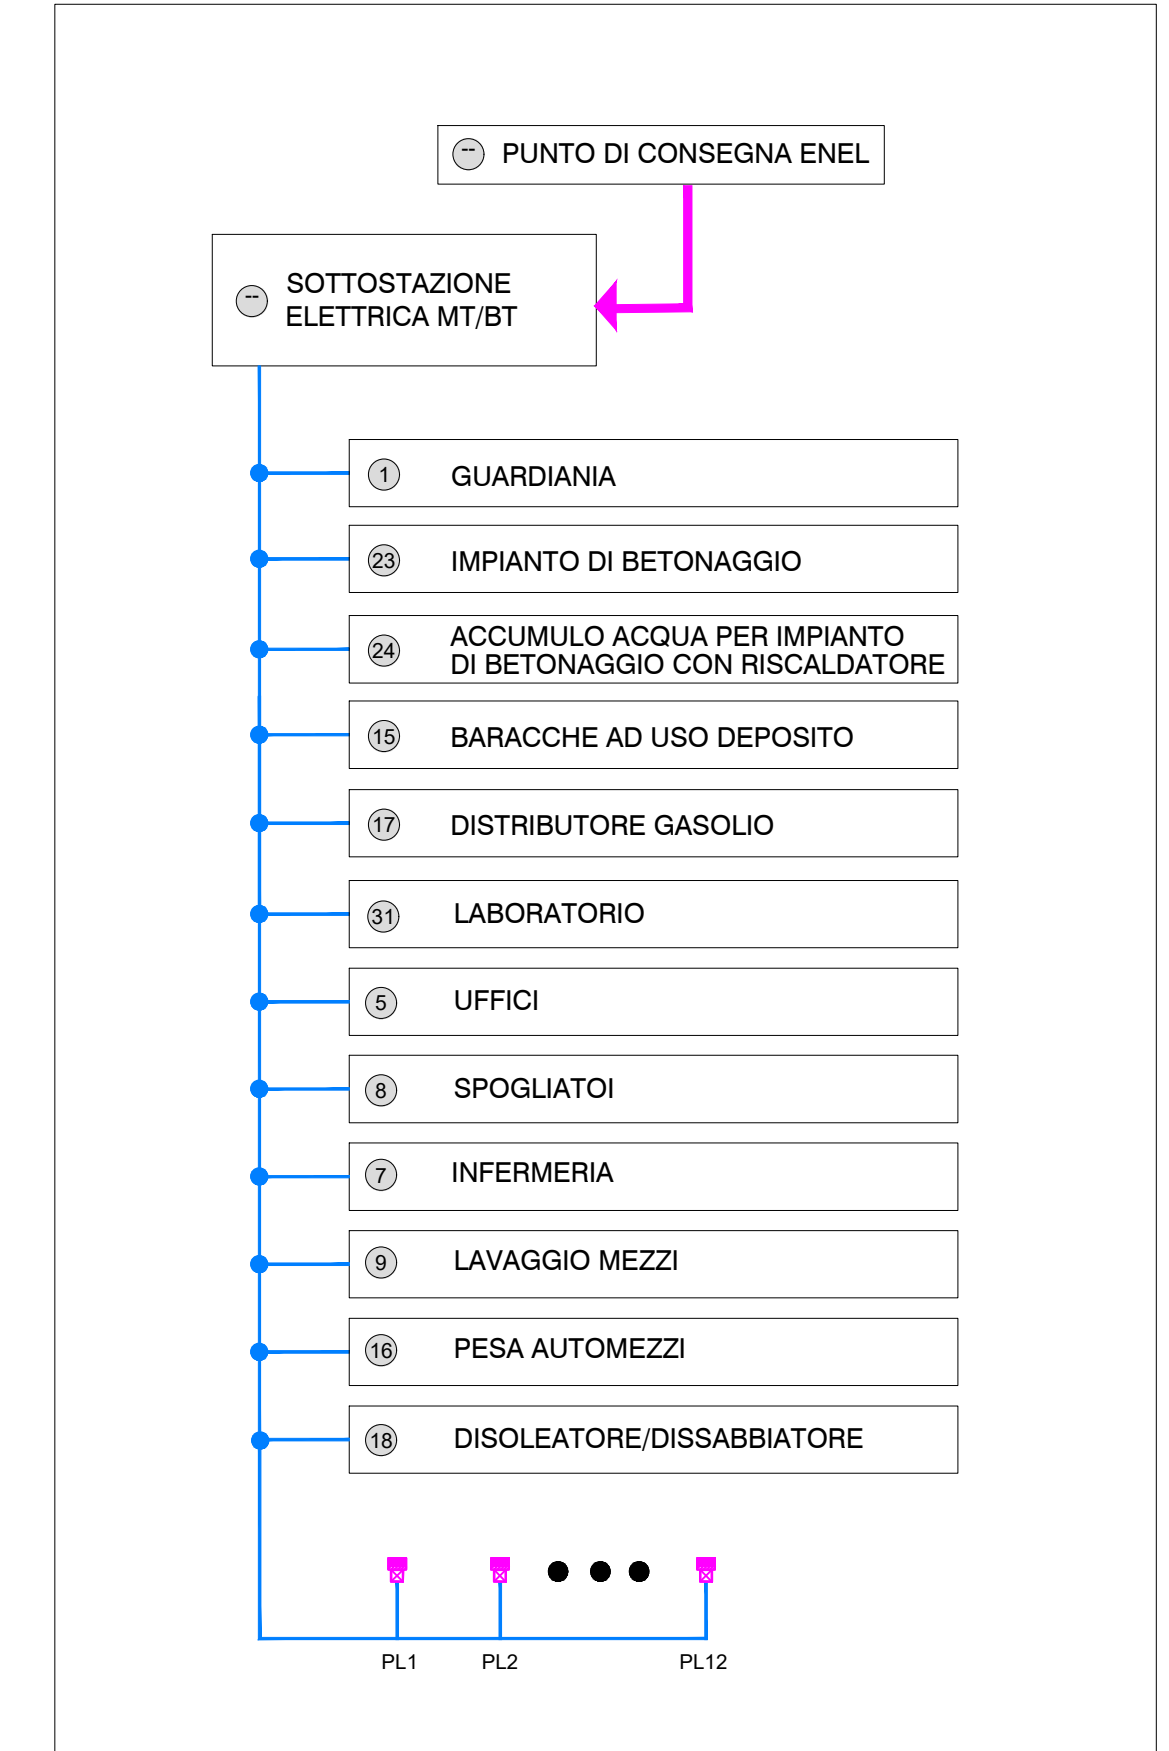 -- PUNTO DI CONSEGNA ENEL
-- SOTTOSTAZIONE
ELETTRICA MT/BT
1 GUARDIANIA
23 IMPIANTO DI BETONAGGIO
24 ACCUMULO ACQUA PER IMPIANTO
DI BETONAGGIO CON RISCALDATORE
15 BARACCHE AD USO DEPOSITO
17 DISTRIBUTORE GASOLIO
31 LABORATORIO
5 UFFICI
8 SPOGLIATOI
7 INFERMERIA
9 LAVAGGIO MEZZI
16 PESA AUTOMEZZI
18 DISOLEATORE/DISSABBIATORE
PL1 PL2 PL12